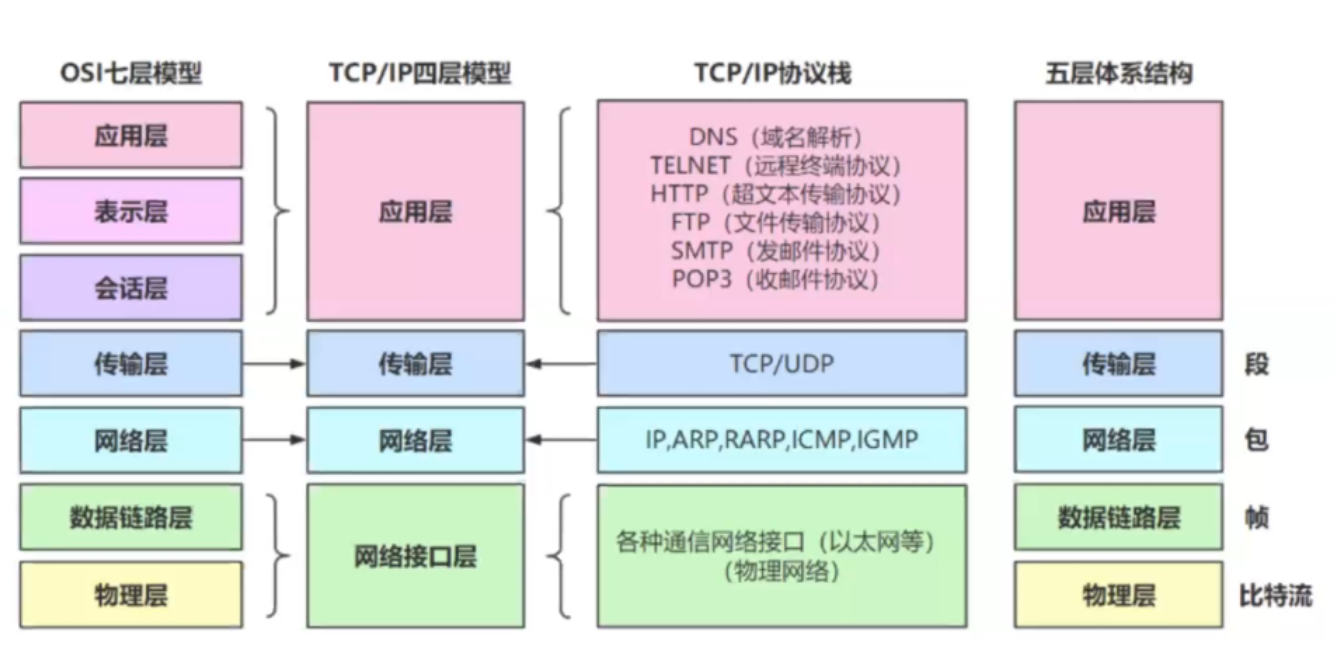 OSI七层模型
TCP/IP四层模型
TCP/IP协议栈
五层体系结构
应用层
表示层
会话层
传输层
网络层
数据链路层
物理层
应用层
传输层
网络层
网络接口层
DNS（域名解析）
TELNET（远程终端协议）
HTTP（超文本传输协议）
FTP（文件传输协议）
SMTP（发邮件协议）
POP3（收邮件协议）
TCP/UDP
IP,ARP,RARP,ICMP,IGMP
各种通信网络接口（以太网等）
（物理网络）
应用层
传输层 段
网络层 包
数据链路层 帧
物理层 比特流